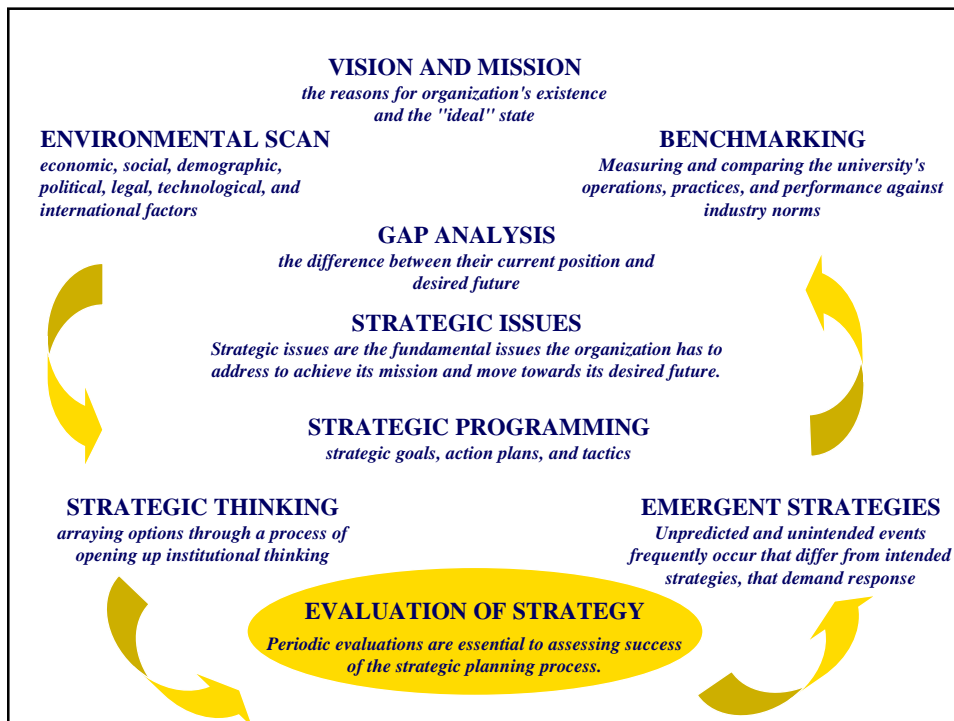 VISION AND MISSION
the reasons for organization's existence
and the "ideal" state
ENVIRONMENTAL SCAN
economic, social, demographic,
political, legal, technological, and
international factors
BENCHMARKING
Measuring and comparing the university's
operations, practices, and performance against
industry norms
GAP ANALYSIS
the difference between their current position and
desired future
STRATEGIC ISSUES
Strategic issues are the fundamental issues the organization has to
address to achieve its mission and move towards its desired future.
STRATEGIC PROGRAMMING
strategic goals, action plans, and tactics
STRATEGIC THINKING
arraying options through a process of
opening up institutional thinking
EMERGENT STRATEGIES
Unpredicted and unintended events
frequently occur that differ from intended
strategies, that demand response
EVALUATION OF STRATEGY
Periodic evaluations are essential to assessing success
of the strategic planning process.